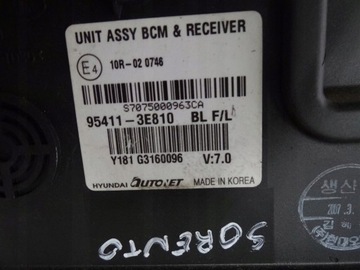 UNIT ASSY BCM & RECEIVER
E4 10R-02 0746
S7075000963CA
95411-3E810 BL F/L
Y181 G3160096 V:7.0
HYUNDAI AUTONET MADE IN KOREA
생산
SORENTO